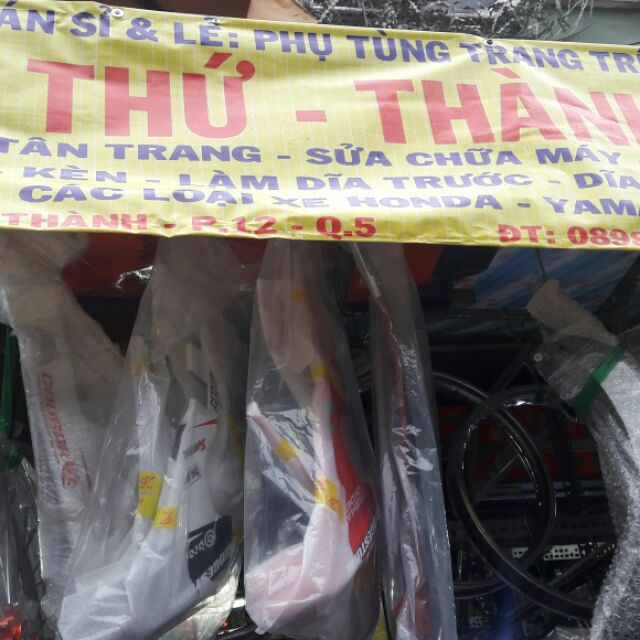 ÁN SỈ & LẺ: PHỤ TÙNG TRANG TRÍ
THỨ - THÀNH
TÂN TRANG - SỬA CHỮA MÁY
KÈN - LÀM DĨA TRƯỚC - DĨA
CÁC LOẠI XE HONDA - YAMA
THÀNH - P.12 - Q.5 ĐT: 089